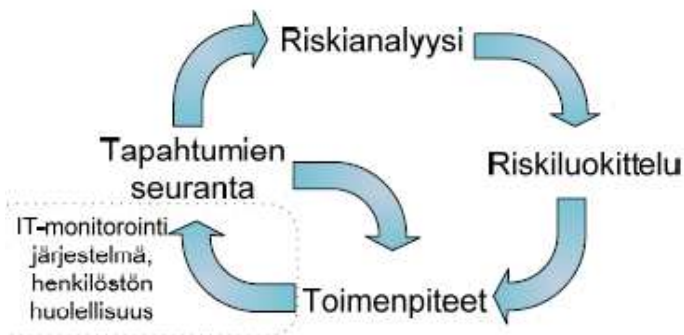 Riskianalyysi
Tapahtumien
seuranta
Riskiluokittelu
IT-monitorointi
järjestelmä,
henkilöstön
huolellisuus
Toimenpiteet